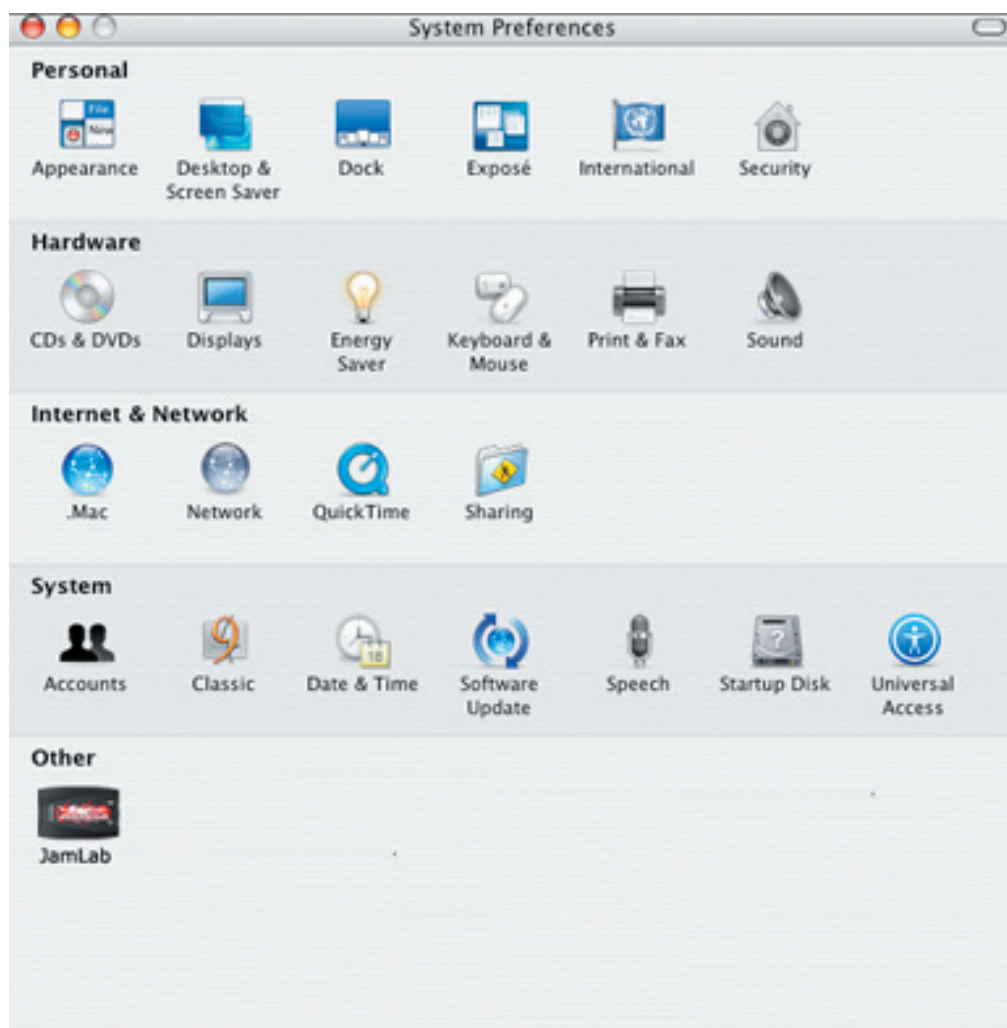 System Preferences
Personal
File
New
Appearance
Desktop &
Screen Saver
Dock
Exposé
International
Security
Hardware
CDs & DVDs
Displays
Energy
Saver
Keyboard &
Mouse
Print & Fax
Sound
Internet & Network
.Mac
Network
QuickTime
Sharing
System
Accounts
9
Classic
18
Date & Time
Software
Update
Speech
?
Startup Disk
Universal
Access
Other
JamLab